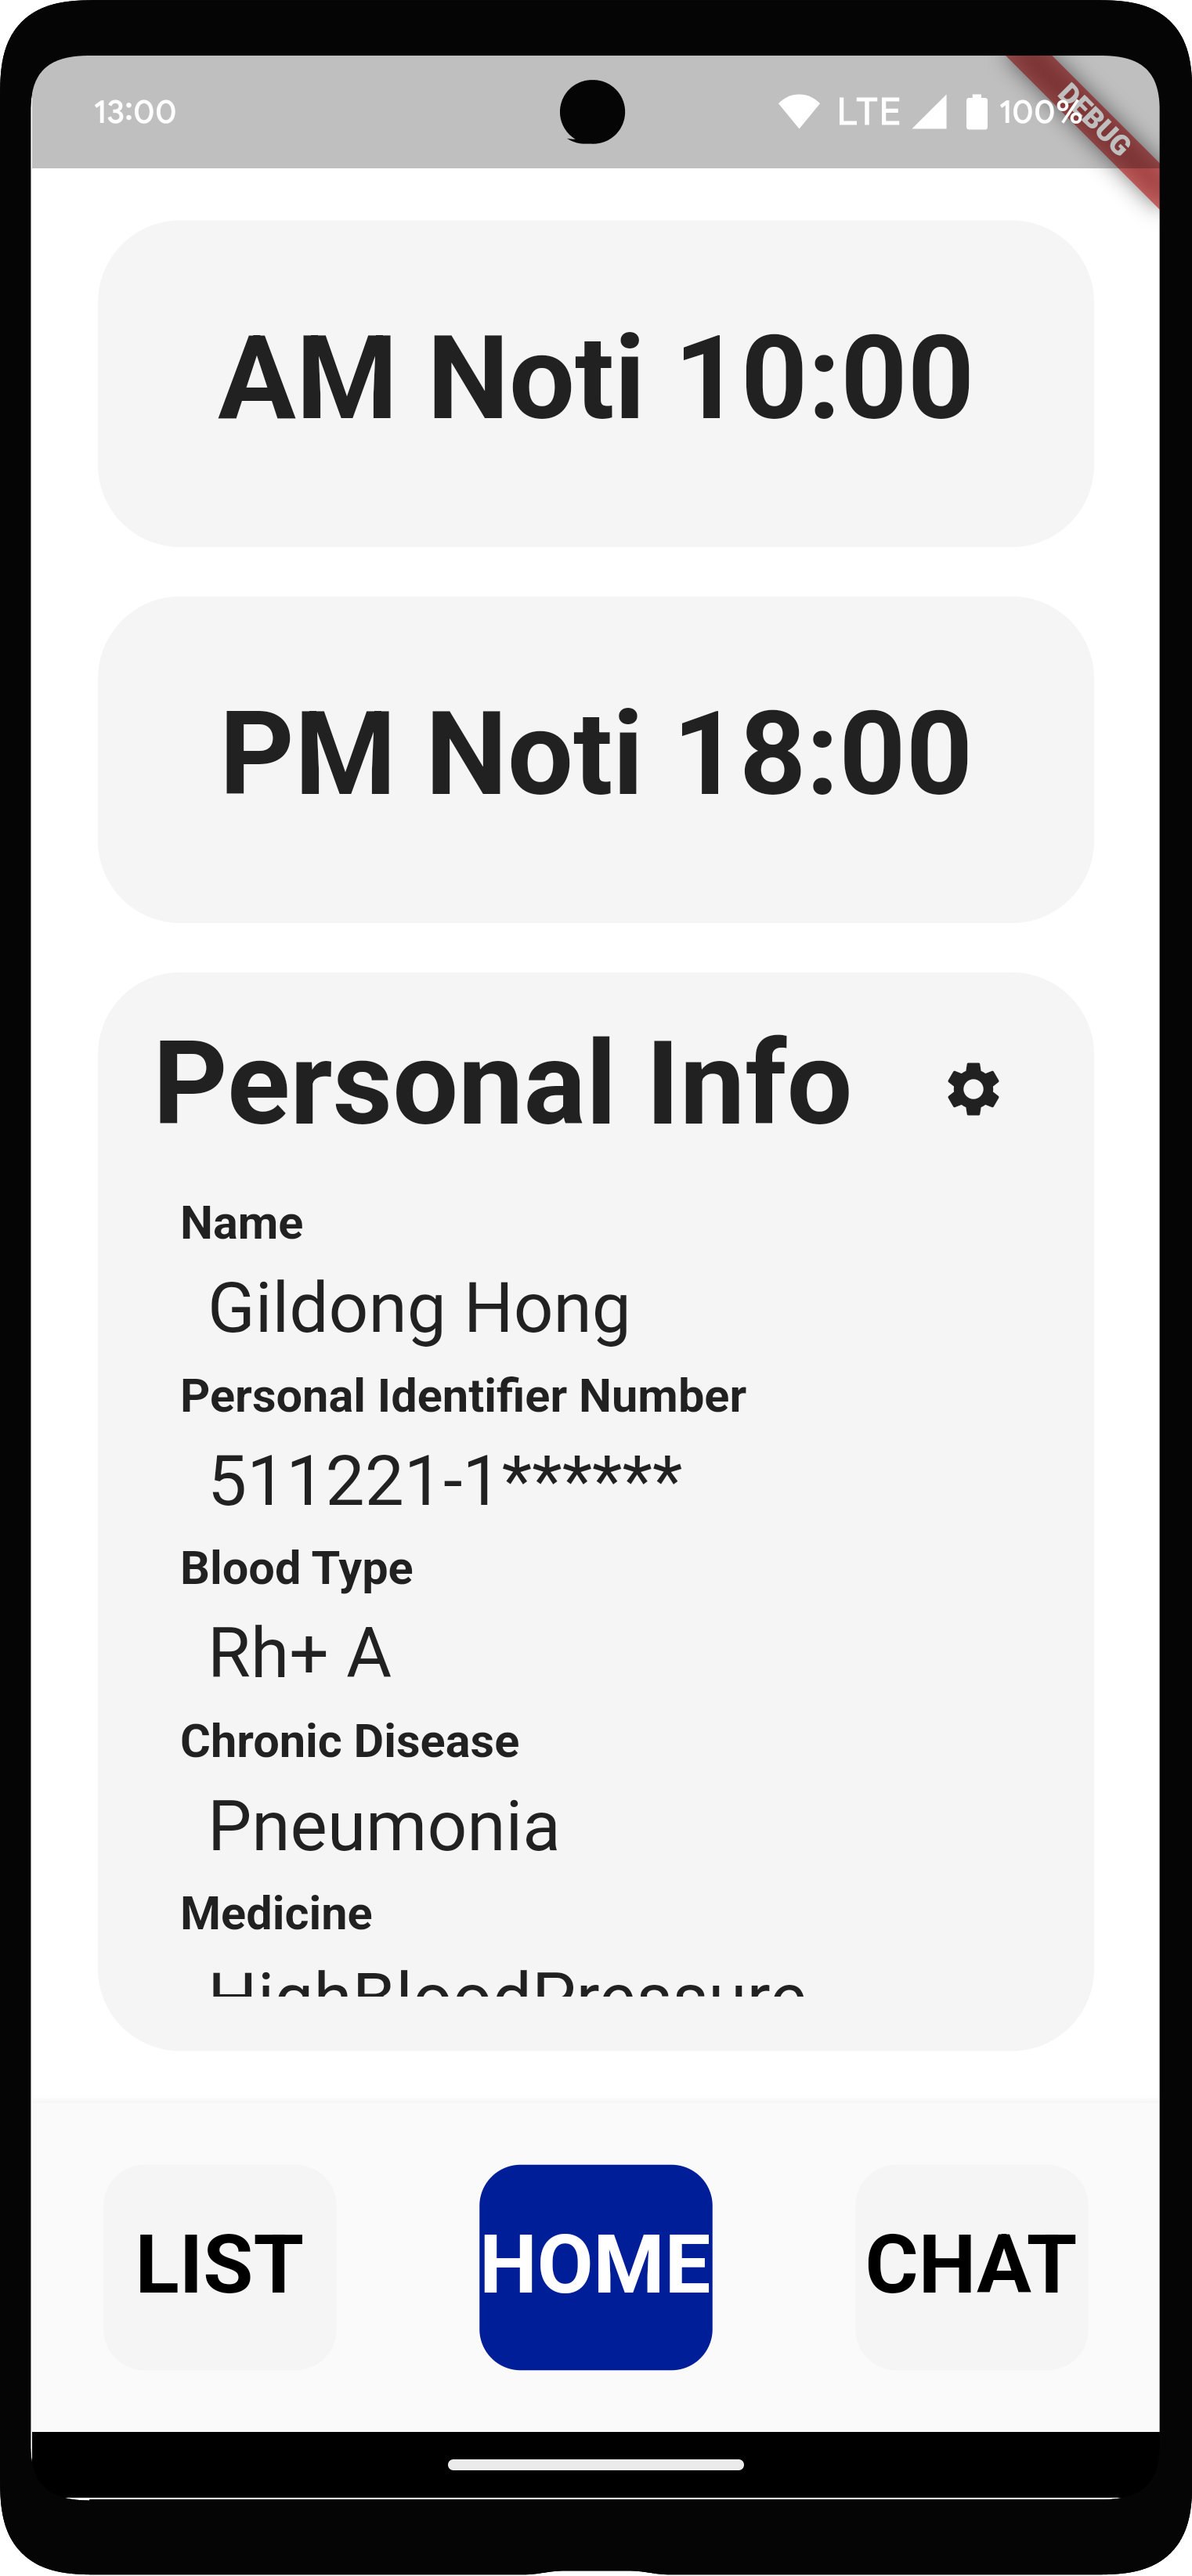 13:00 LTE 100%
DEBUG
AM Noti 10:00
PM Noti 18:00
Personal Info
Name
Gildong Hong
Personal Identifier Number
511221-1******
Blood Type
Rh+ A
Chronic Disease
Pneumonia
Medicine
HighBloodPressure
LIST HOME CHAT